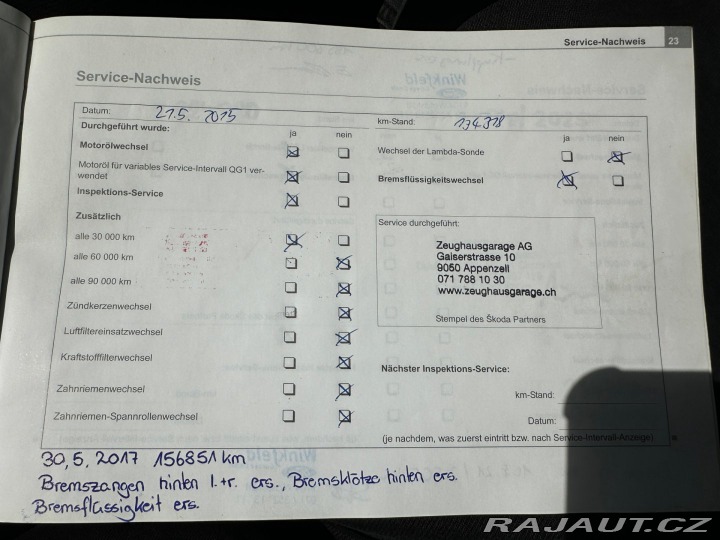 Service-Nachweis 23
Service-Nachweis
Datum: 21.5. 2015
Durchgeführt wurde: ja nein
Motorölwechsel
Motoröl für variables Service-Intervall QG1 ver-
wendet
Inspektions-Service
Zusätzlich
alle 30 000 km
alle 60 000 km
alle 90 000 km
Zündkerzenwechsel
Luftfiltereinsatzwechsel
Kraftstofffilterwechsel
Zahnriemenwechsel
Zahnriemen-Spannrollenwechsel
km-Stand: 134318
ja nein
Wechsel der Lambda-Sonde
Bremsflüssigkeitswechsel
Service durchgeführt:
Zeughausgarage AG
Gaiserstrasse 10
9050 Appenzell
071 788 10 30
www.zeughausgarage.ch
Stempel des Škoda Partners
Nächster Inspektions-Service:
km-Stand:
Datum:
(je nachdem, was zuerst eintritt bzw. nach Service-Intervall-Anzeige)
30.5. 2017 156851 km
Bremszangen hinten l.+r. ers., Bremsklötze hinten ers.
Bremsflüssigkeit ers.
RAJAUT.CZ